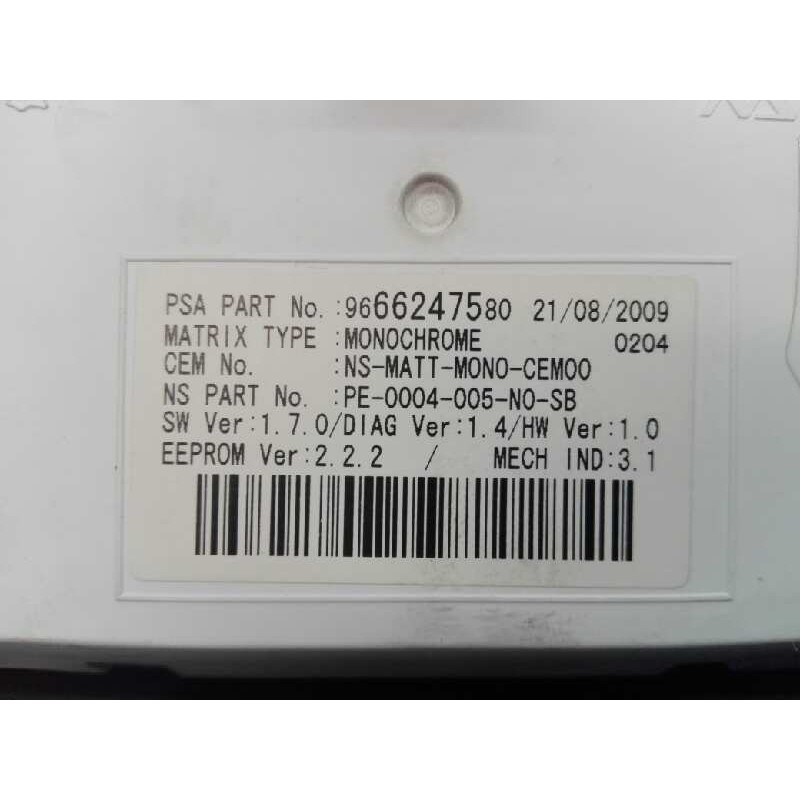 PSA PART No. :9666247580 21/08/2009
MATRIX TYPE :MONOCHROME 0204
CEM No. :NS-MATT-MONO-CEM00
NS PART No. :PE-0004-005-N0-SB
SW Ver:1.7.0/DIAG Ver:1.4/HW Ver:1.0
EEPROM Ver:2.2.2 / MECH IND:3.1